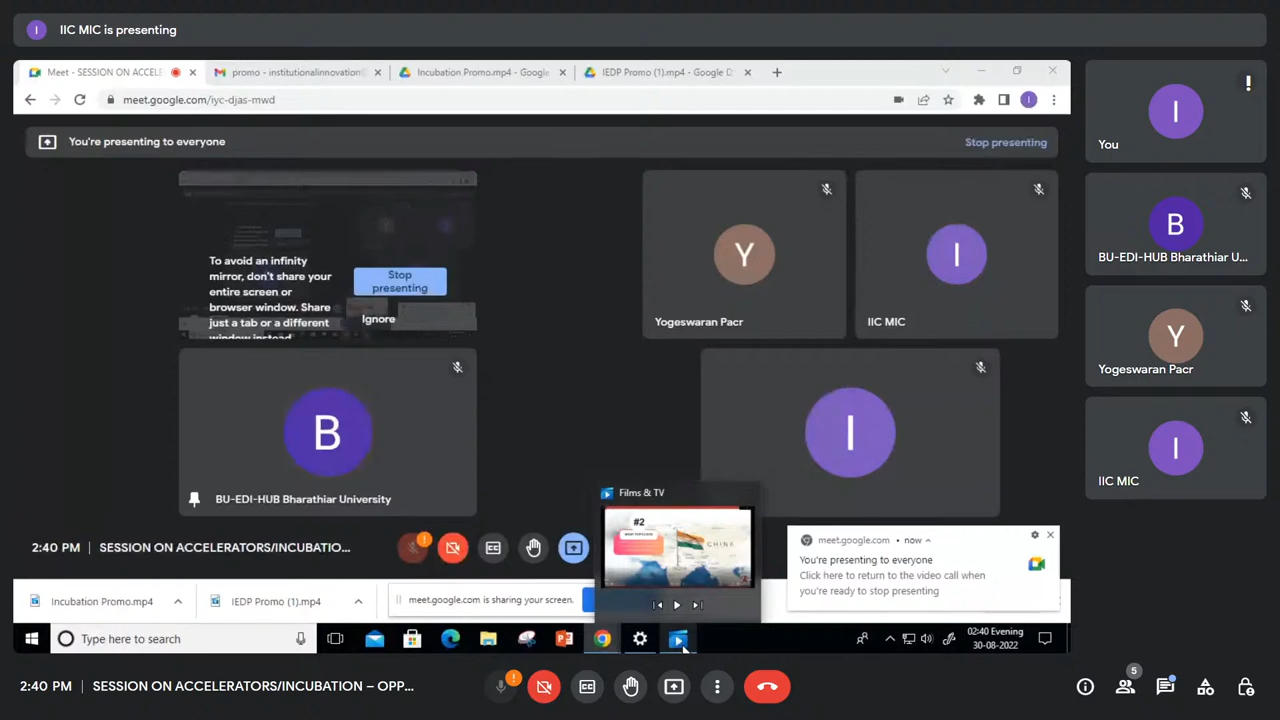 I
IIC MIC is presenting
Meet - SESSION ON ACCELE
promo - institutionalinnovation
Incubation Promo.mp4 - Google
IEDP Promo (1).mp4 - Google D
meet.google.com/iyc-djas-mwd
I
You're presenting to everyone
Stop presenting
To avoid an infinity
mirror, don't share your
entire screen or
browser window. Share
just a tab or a different
window instead.
Stop
presenting
Ignore
Y
Yogeswaran Pacr
I
IIC MIC
B
BU-EDI-HUB Bharathiar University
I
I
You
B
BU-EDI-HUB Bharathiar U...
Y
Yogeswaran Pacr
I
IIC MIC
Films & TV
#2
CHINA
2:40 PM | SESSION ON ACCELERATORS/INCUBATIO...
meet.google.com • now
You're presenting to everyone
Click here to return to the video call when
you're ready to stop presenting
Incubation Promo.mp4
IEDP Promo (1).mp4
meet.google.com is sharing your screen.
Type here to search
02:40 Evening
30-08-2022
2:40 PM | SESSION ON ACCELERATORS/INCUBATION – OPP...
5